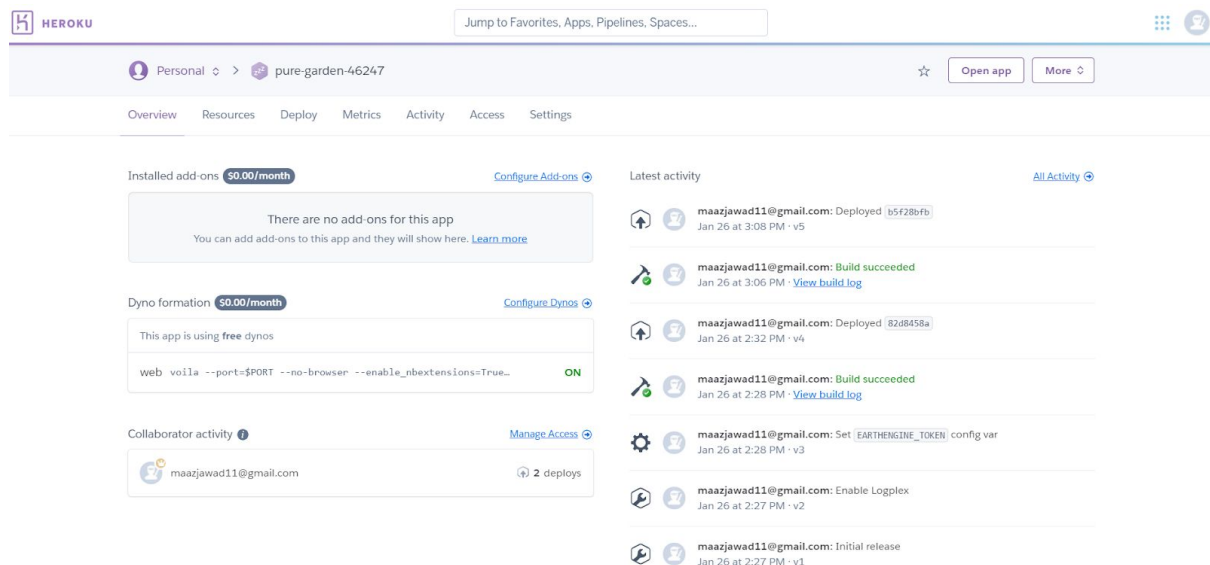 HEROKU
Jump to Favorites, Apps, Pipelines, Spaces...
Personal > pure-garden-46247
Open app
More
Overview Resources Deploy Metrics Activity Access Settings
Installed add-ons $0.00/month Configure Add-ons
There are no add-ons for this app
You can add add-ons to this app and they will show here. Learn more
Dyno formation $0.00/month Configure Dynos
This app is using free dynos
web voila --port=$PORT --no-browser --enable_nbextensions=True… ON
Collaborator activity Manage Access
maazjawad11@gmail.com 2 deploys
Latest activity All Activity
maazjawad11@gmail.com: Deployed b5f28bfb
Jan 26 at 3:08 PM · v5
maazjawad11@gmail.com: Build succeeded
Jan 26 at 3:06 PM · View build log
maazjawad11@gmail.com: Deployed 82d8458a
Jan 26 at 2:32 PM · v4
maazjawad11@gmail.com: Build succeeded
Jan 26 at 2:28 PM · View build log
maazjawad11@gmail.com: Set EARTHENGINE_TOKEN config var
Jan 26 at 2:28 PM · v3
maazjawad11@gmail.com: Enable Logplex
Jan 26 at 2:27 PM · v2
maazjawad11@gmail.com: Initial release
Jan 26 at 2:27 PM · v1